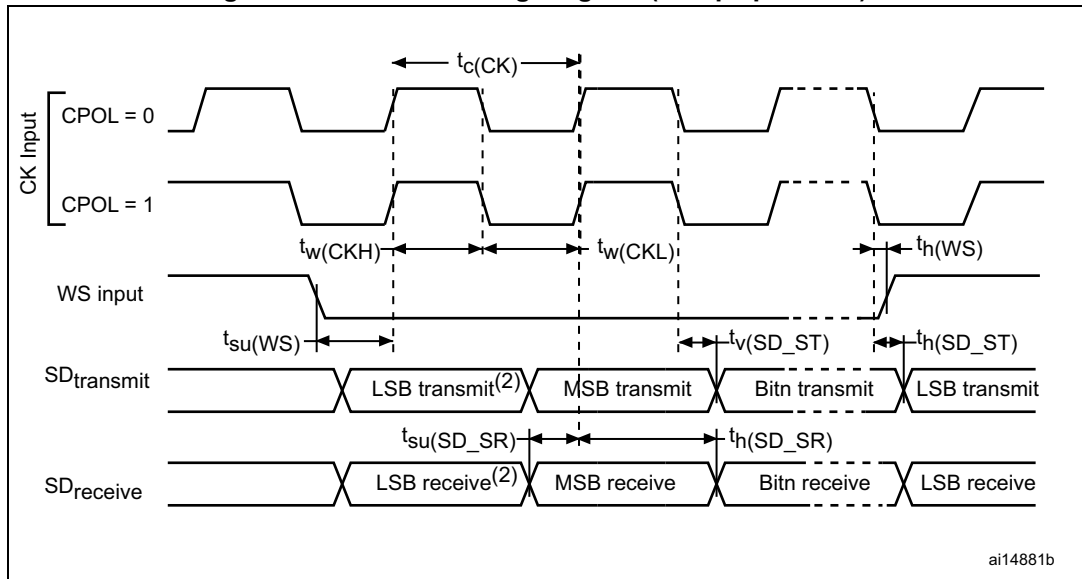 tc(CK)
CK Input
CPOL = 0
CPOL = 1
tw(CKH)
tw(CKL)
th(WS)
WS input
tsu(WS)
tv(SD_ST)
th(SD_ST)
SDtransmit
LSB transmit(2)
MSB transmit
Bitn transmit
LSB transmit
tsu(SD_SR)
th(SD_SR)
SDreceive
LSB receive(2)
MSB receive
Bitn receive
LSB receive
ai14881b